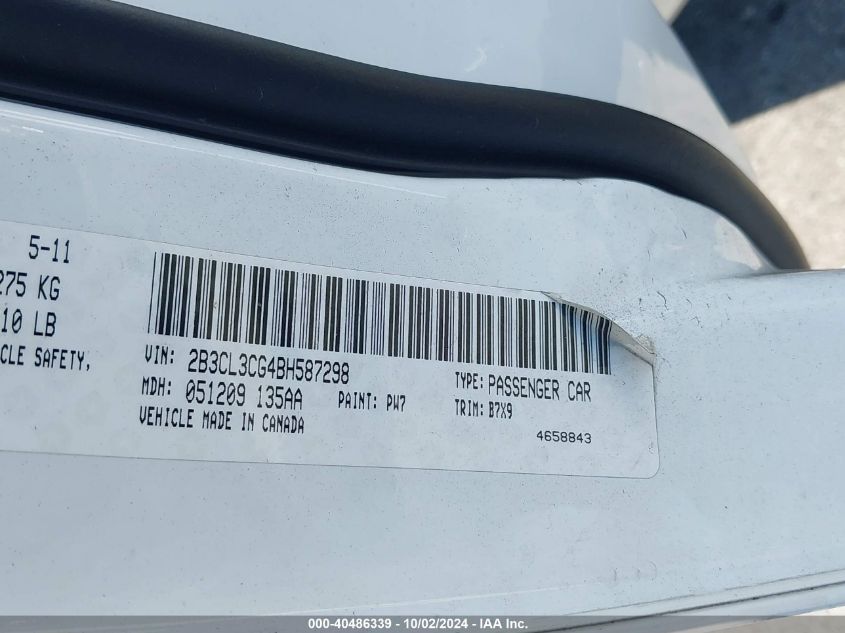 5-11
275 KG
10 LB
CLE SAFETY,
VIN: 2B3CL3CG4BH587298
TYPE: PASSENGER CAR
MDH: 051209 135AA
PAINT: PW7
TRIM: B7X9
VEHICLE MADE IN CANADA
4658843
000-40486339 - 10/02/2024 - IAA Inc.